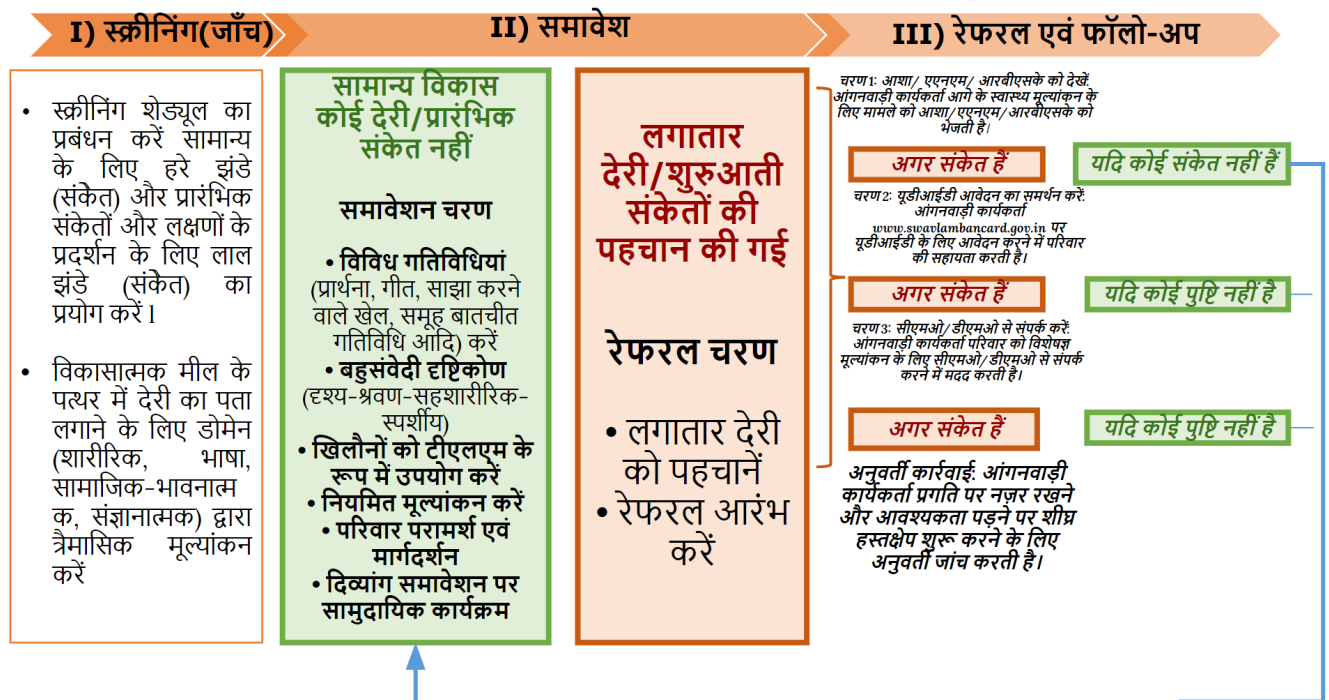 I) स्क्रीनिंग(जाँच)
II) समावेश
III) रेफरल एवं फॉलो-अप
• स्क्रीनिंग शेड्यूल का
प्रबंधन करें सामान्य
के लिए हरे झंडे
(संकेत) और प्रारंभिक
संकेतों और लक्षणों के
प्रदर्शन के लिए लाल
झंडे (संकेत) का
प्रयोग करें l
• विकासात्मक मील के
पत्थर में देरी का पता
लगाने के लिए डोमेन
(शारीरिक, भाषा,
सामाजिक-भावनात्म
क, संज्ञानात्मक) द्वारा
त्रैमासिक मूल्यांकन
करें
सामान्य विकास
कोई देरी/प्रारंभिक
संकेत नहीं
समावेशन चरण
• विविध गतिविधियां
(प्रार्थना, गीत, साझा करने
वाले खेल, समूह बातचीत
गतिविधि आदि) करें
• बहुसंवेदी दृष्टिकोण
(दृश्य-श्रवण-सहशारीरिक-
स्पर्शीय)
• खिलौनों को टीएलएम के
रूप में उपयोग करें
• नियमित मूल्यांकन करें
• परिवार परामर्श एवं
मार्गदर्शन
• दिव्यांग समावेशन पर
सामुदायिक कार्यक्रम
लगातार
देरी/शुरुआती
संकेतों की
पहचान की गई
रेफरल चरण
• लगातार देरी
को पहचानें
• रेफरल आरंभ
करें
चरण 1: आशा/ एएनएम/ आरबीएसके को देखें:
आंगनवाड़ी कार्यकर्ता आगे के स्वास्थ्य मूल्यांकन के
लिए मामले को आशा/एएनएम/आरबीएसके को
भेजती है।
अगर संकेत हैं
यदि कोई संकेत नहीं हैं
चरण 2: यूडीआईडी आवेदन का समर्थन करें:
आंगनवाड़ी कार्यकर्ता
www.swavlambancard.gov.in पर
यूडीआईडी के लिए आवेदन करने में परिवार
की सहायता करती है।
अगर संकेत हैं
यदि कोई पुष्टि नहीं है
चरण 3: सीएमओ/डीएमओ से संपर्क करें:
आंगनवाड़ी कार्यकर्ता परिवार को विशेषज्ञ
मूल्यांकन के लिए सीएमओ/डीएमओ से संपर्क
करने में मदद करती है।
अगर संकेत हैं
यदि कोई पुष्टि नहीं है
अनुवर्ती कार्रवाई: आंगनवाड़ी
कार्यकर्ता प्रगति पर नज़र रखने
और आवश्यकता पड़ने पर शीघ्र
हस्तक्षेप शुरू करने के लिए
अनुवर्ती जांच करती है।